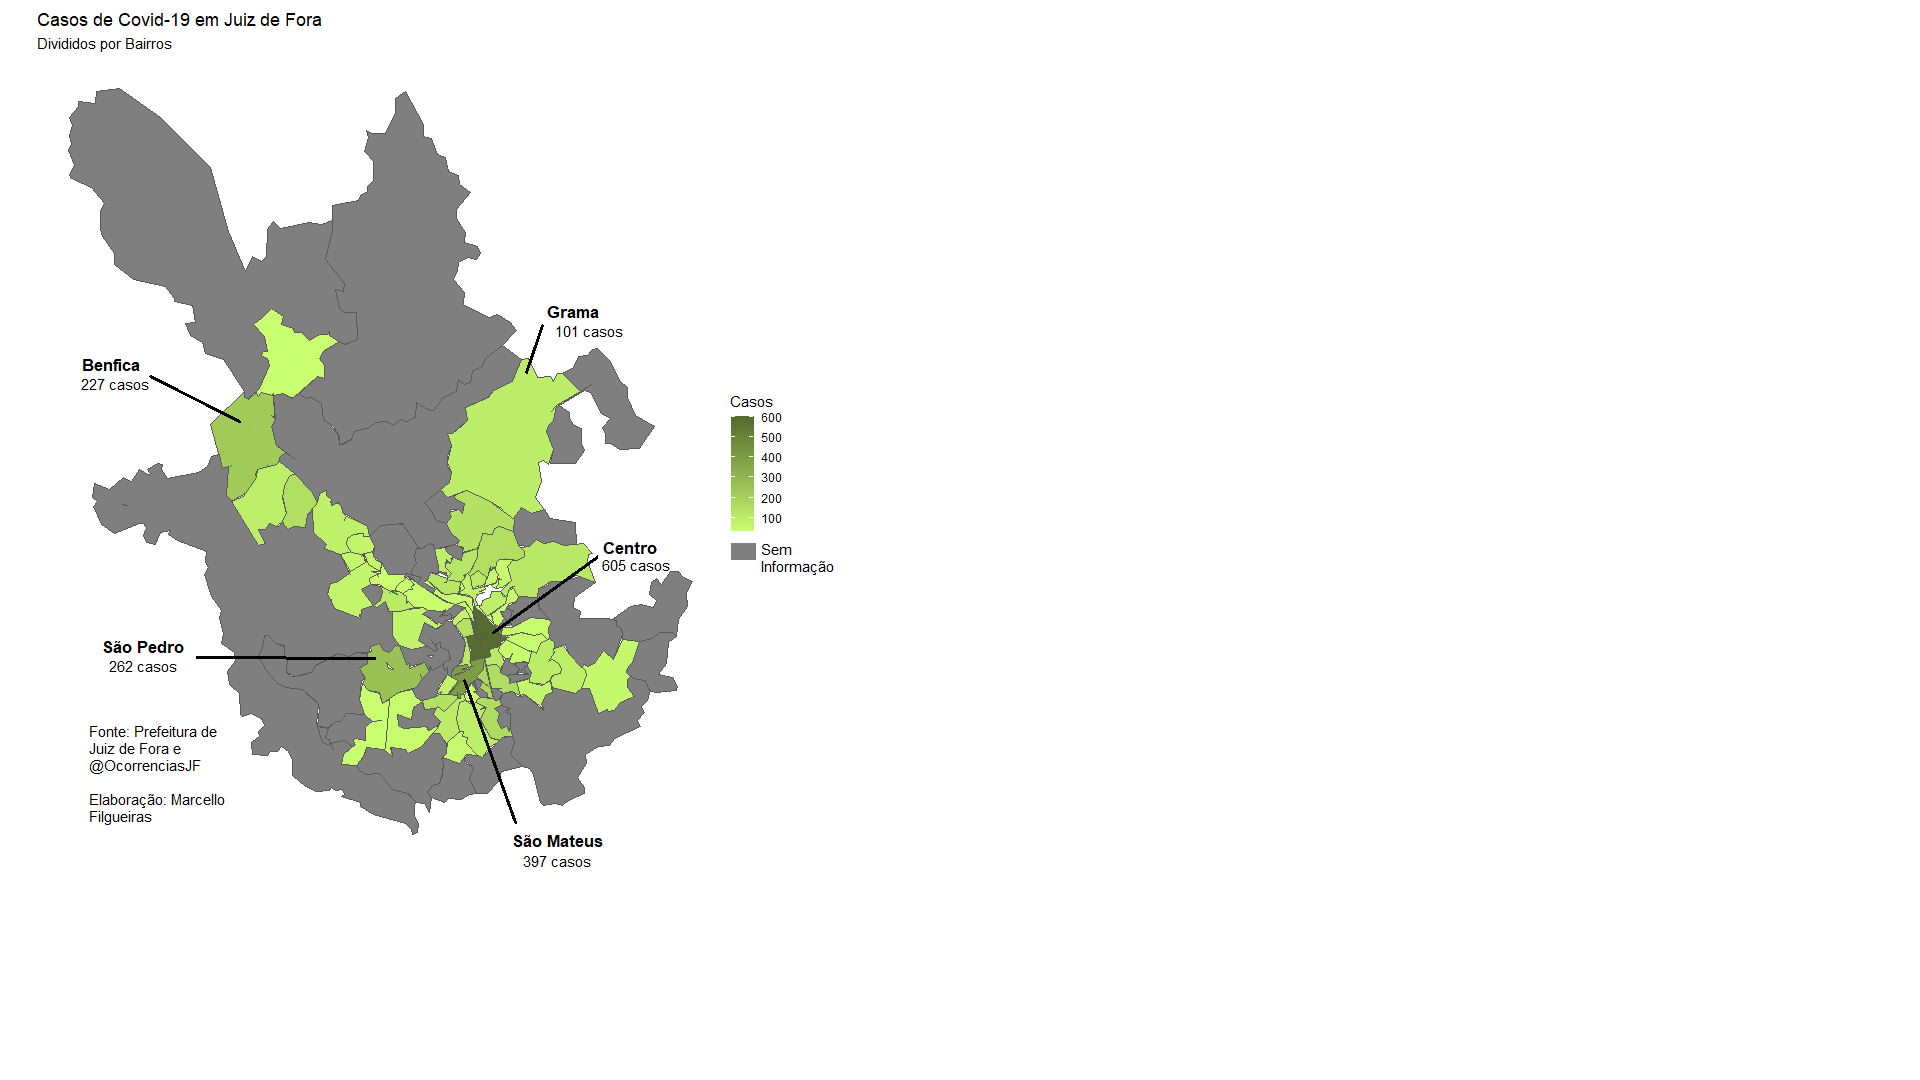 Casos de Covid-19 em Juiz de Fora
Divididos por Bairros
Grama
101 casos
Benfica
227 casos
Casos
600
500
400
300
200
100
Sem
Informação
Centro
605 casos
São Pedro
262 casos
Fonte: Prefeitura de
Juiz de Fora e
@OcorrenciasJF
Elaboração: Marcello
Filgueiras
São Mateus
397 casos